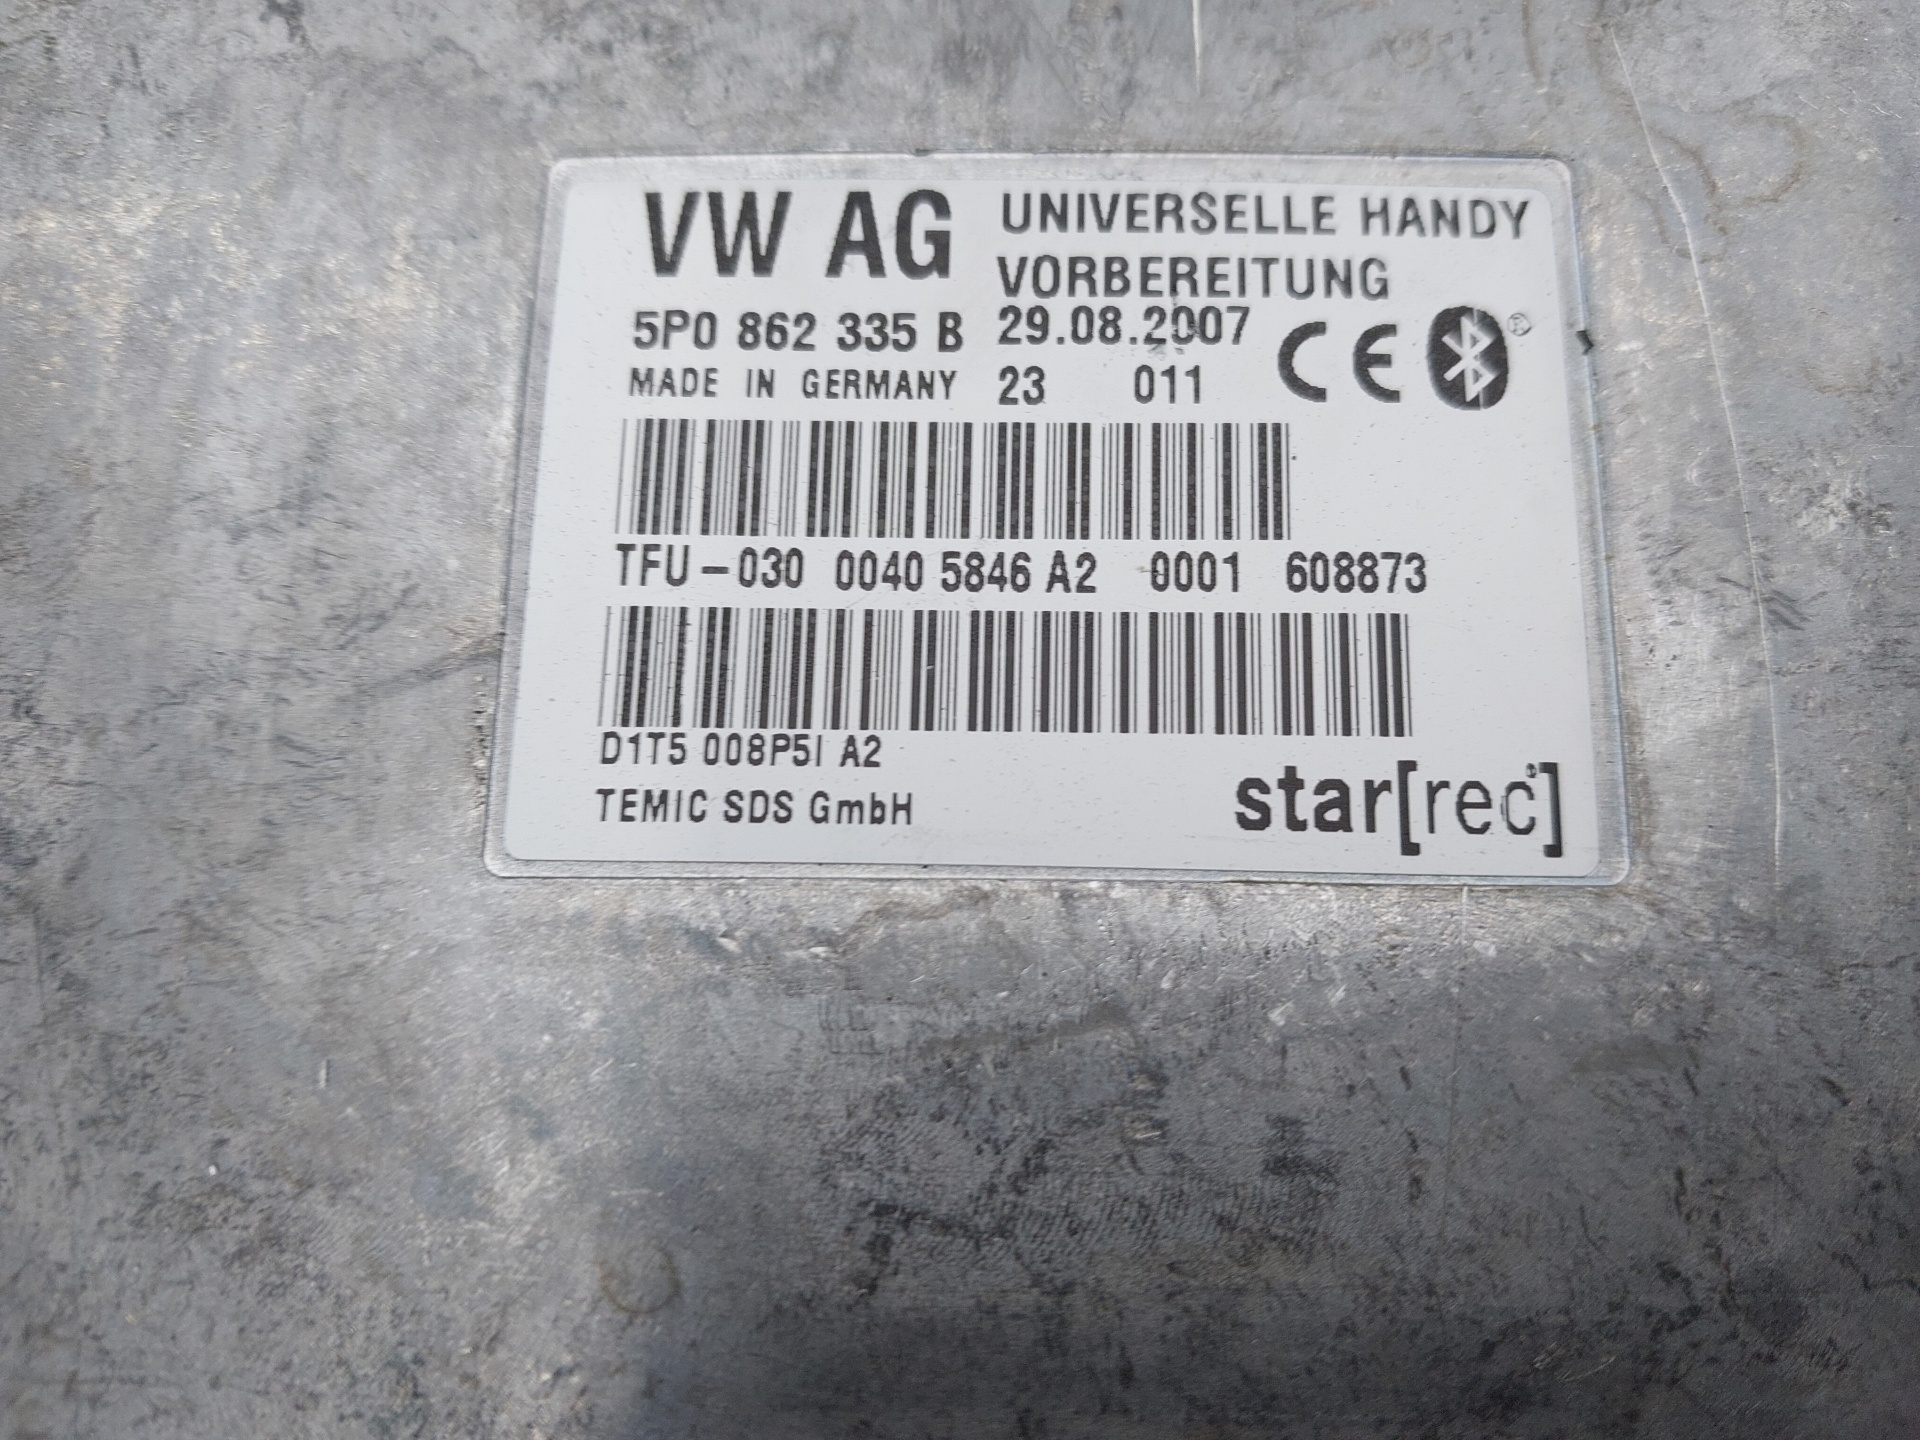 VW AG UNIVERSELLE HANDY
VORBEREITUNG
5P0 862 335 B 29.08.2007 CE
MADE IN GERMANY 23 011
TFU-030 0040 5846 A2 0001 608873
D1T5 008P5I A2
TEMIC SDS GmbH
star[rec]